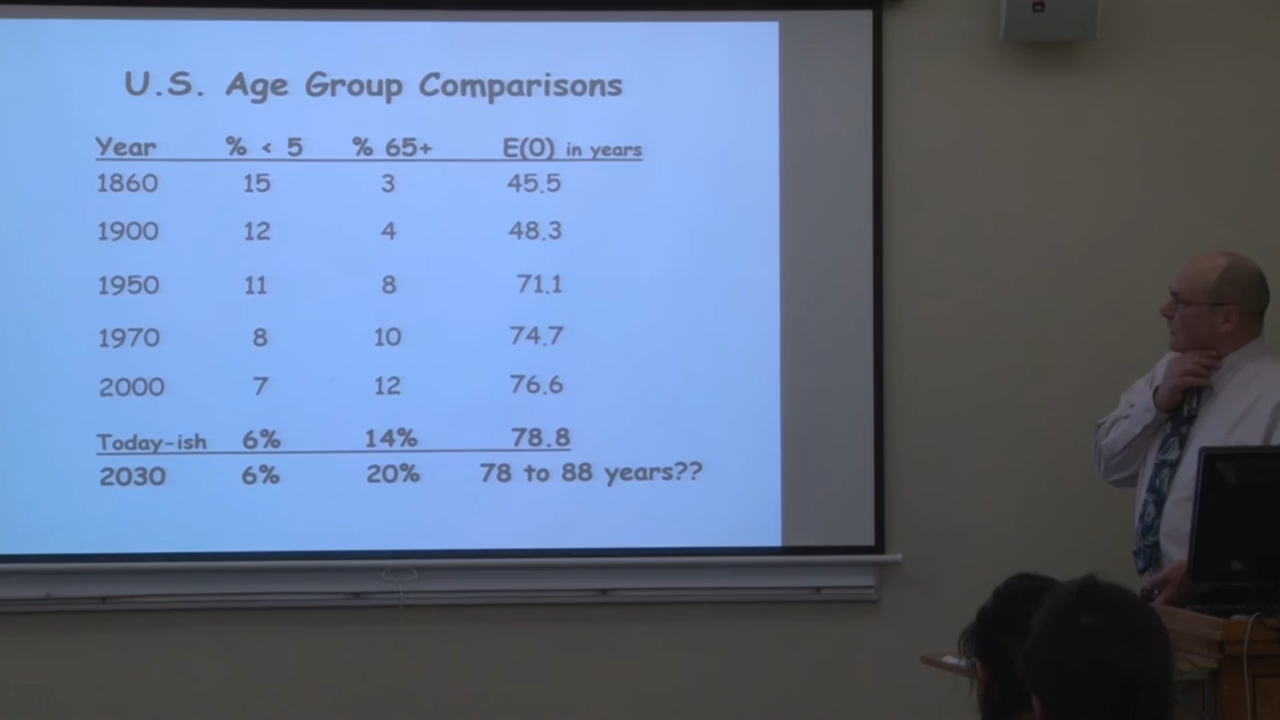 U.S. Age Group Comparisons
Year % < 5 % 65+ E(0) in years
1860 15 3 45.5
1900 12 4 48.3
1950 11 8 71.1
1970 8 10 74.7
2000 7 12 76.6
Today-ish 6% 14% 78.8
2030 6% 20% 78 to 88 years??